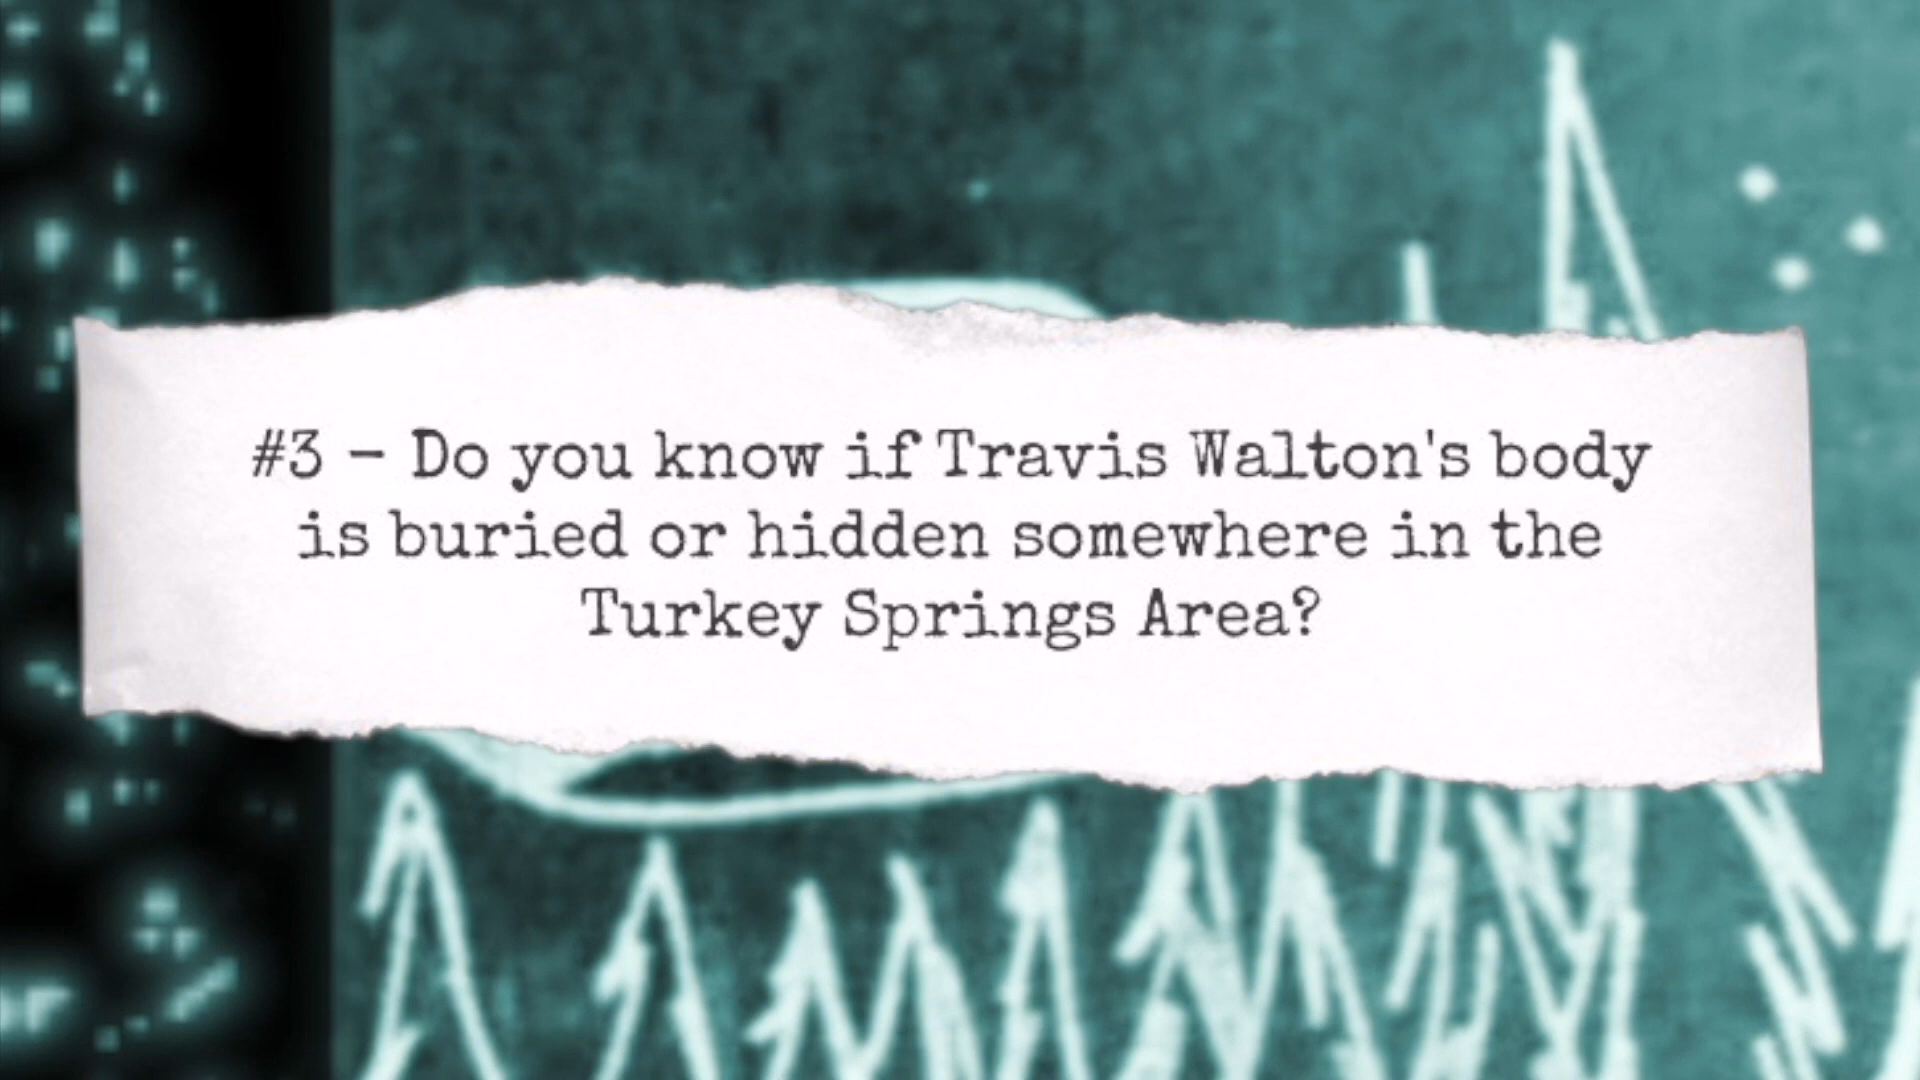 #3 - Do you know if Travis Walton's body
is buried or hidden somewhere in the
Turkey Springs Area?